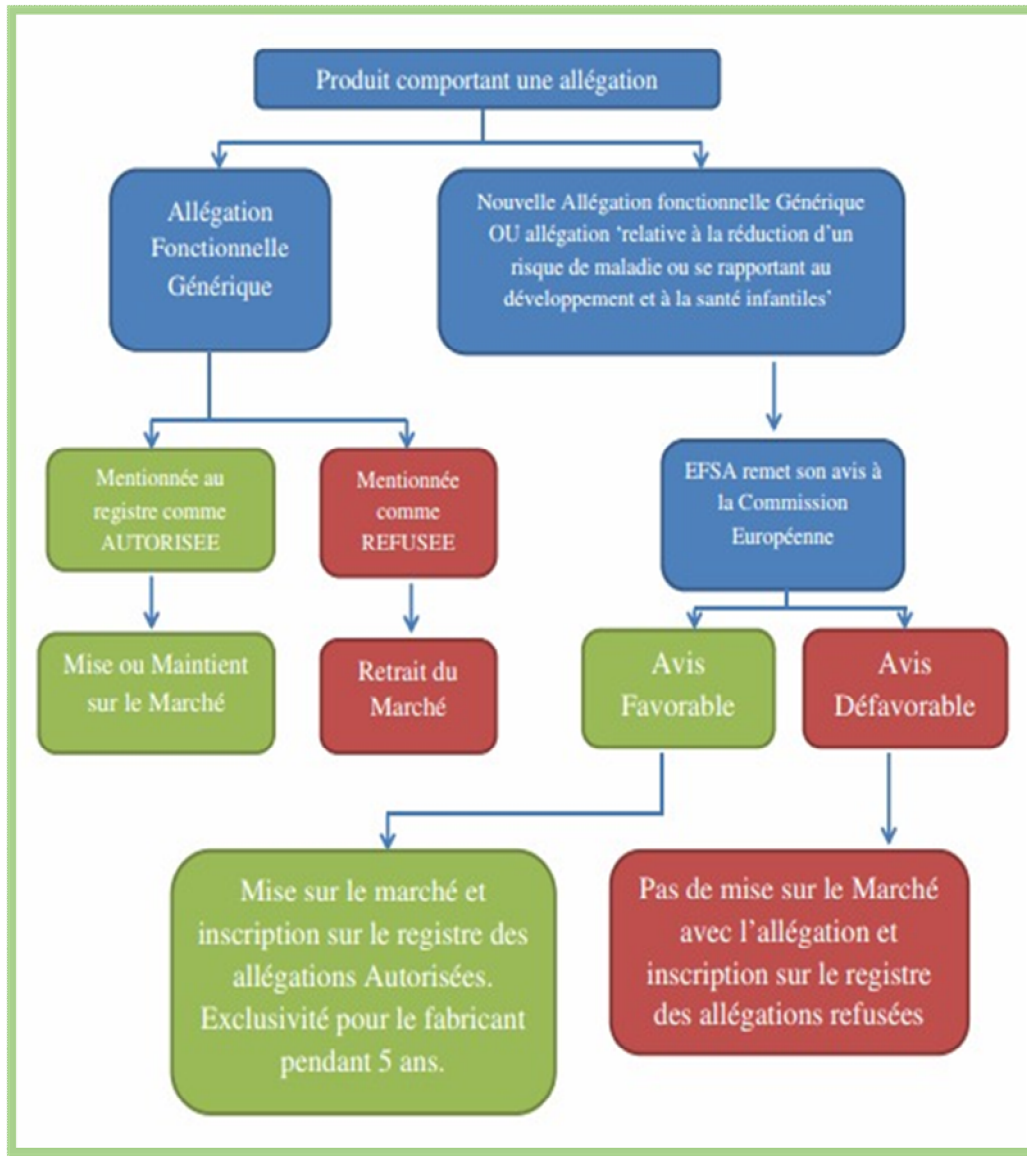 Produit comportant une allégation
Allégation
Fonctionnelle
Générique
Nouvelle Allégation fonctionnelle Générique
OU allégation ‘relative à la réduction d’un
risque de maladie ou se rapportant au
développement et à la santé infantiles’
Mentionnée au
registre comme
AUTORISEE
Mentionnée
comme
REFUSEE
EFSA remet son avis à
la Commission
Européenne
Mise ou Maintient
sur le Marché
Retrait du
Marché
Avis
Favorable
Avis
Défavorable
Mise sur le marché et
inscription sur le registre des
allégations Autorisées.
Exclusivité pour le fabricant
pendant 5 ans.
Pas de mise sur le Marché
avec l’allégation et
inscription sur le registre
des allégations refusées